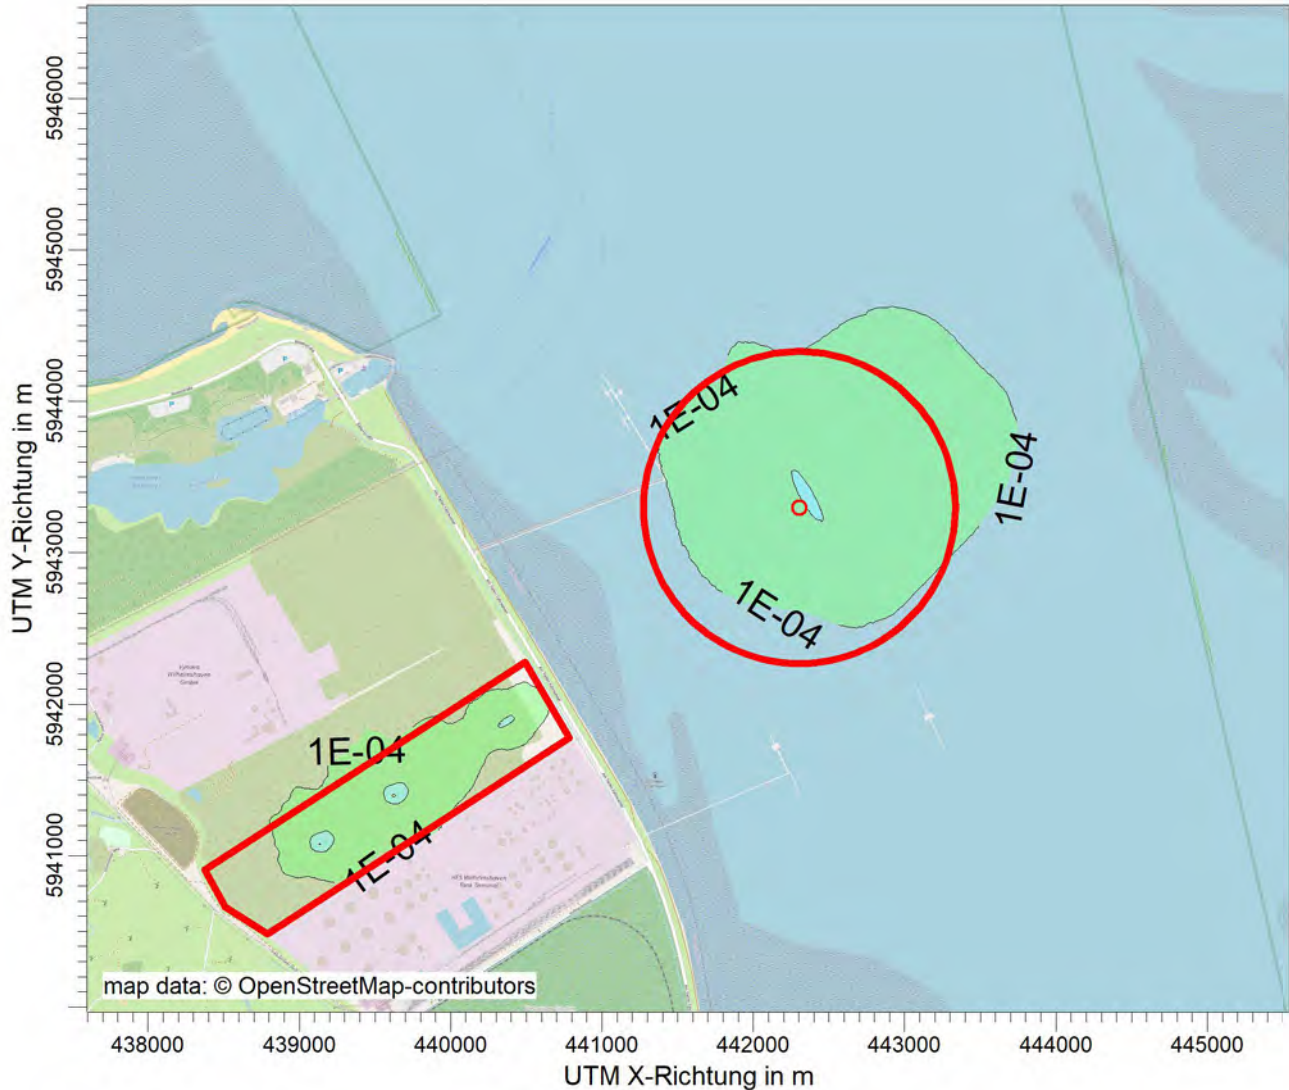 5946000
5945000
5944000
5943000
5942000
5941000
UTM Y-Richtung in m
1E-04
1E-04
1E-04
1E-04
1E-04
map data: © OpenStreetMap-contributors
438000 439000 440000 441000 442000 443000 444000 445000
UTM X-Richtung in m